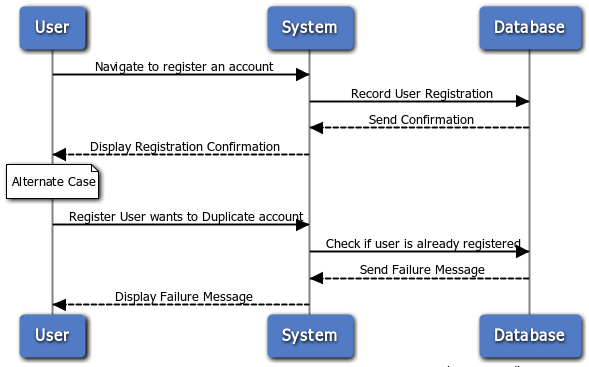 User
System
Database
Navigate to register an account
Record User Registration
Send Confirmation
Display Registration Confirmation
Alternate Case
Register User wants to Duplicate account
Check if user is already registered
Send Failure Message
Display Failure Message
User
System
Database